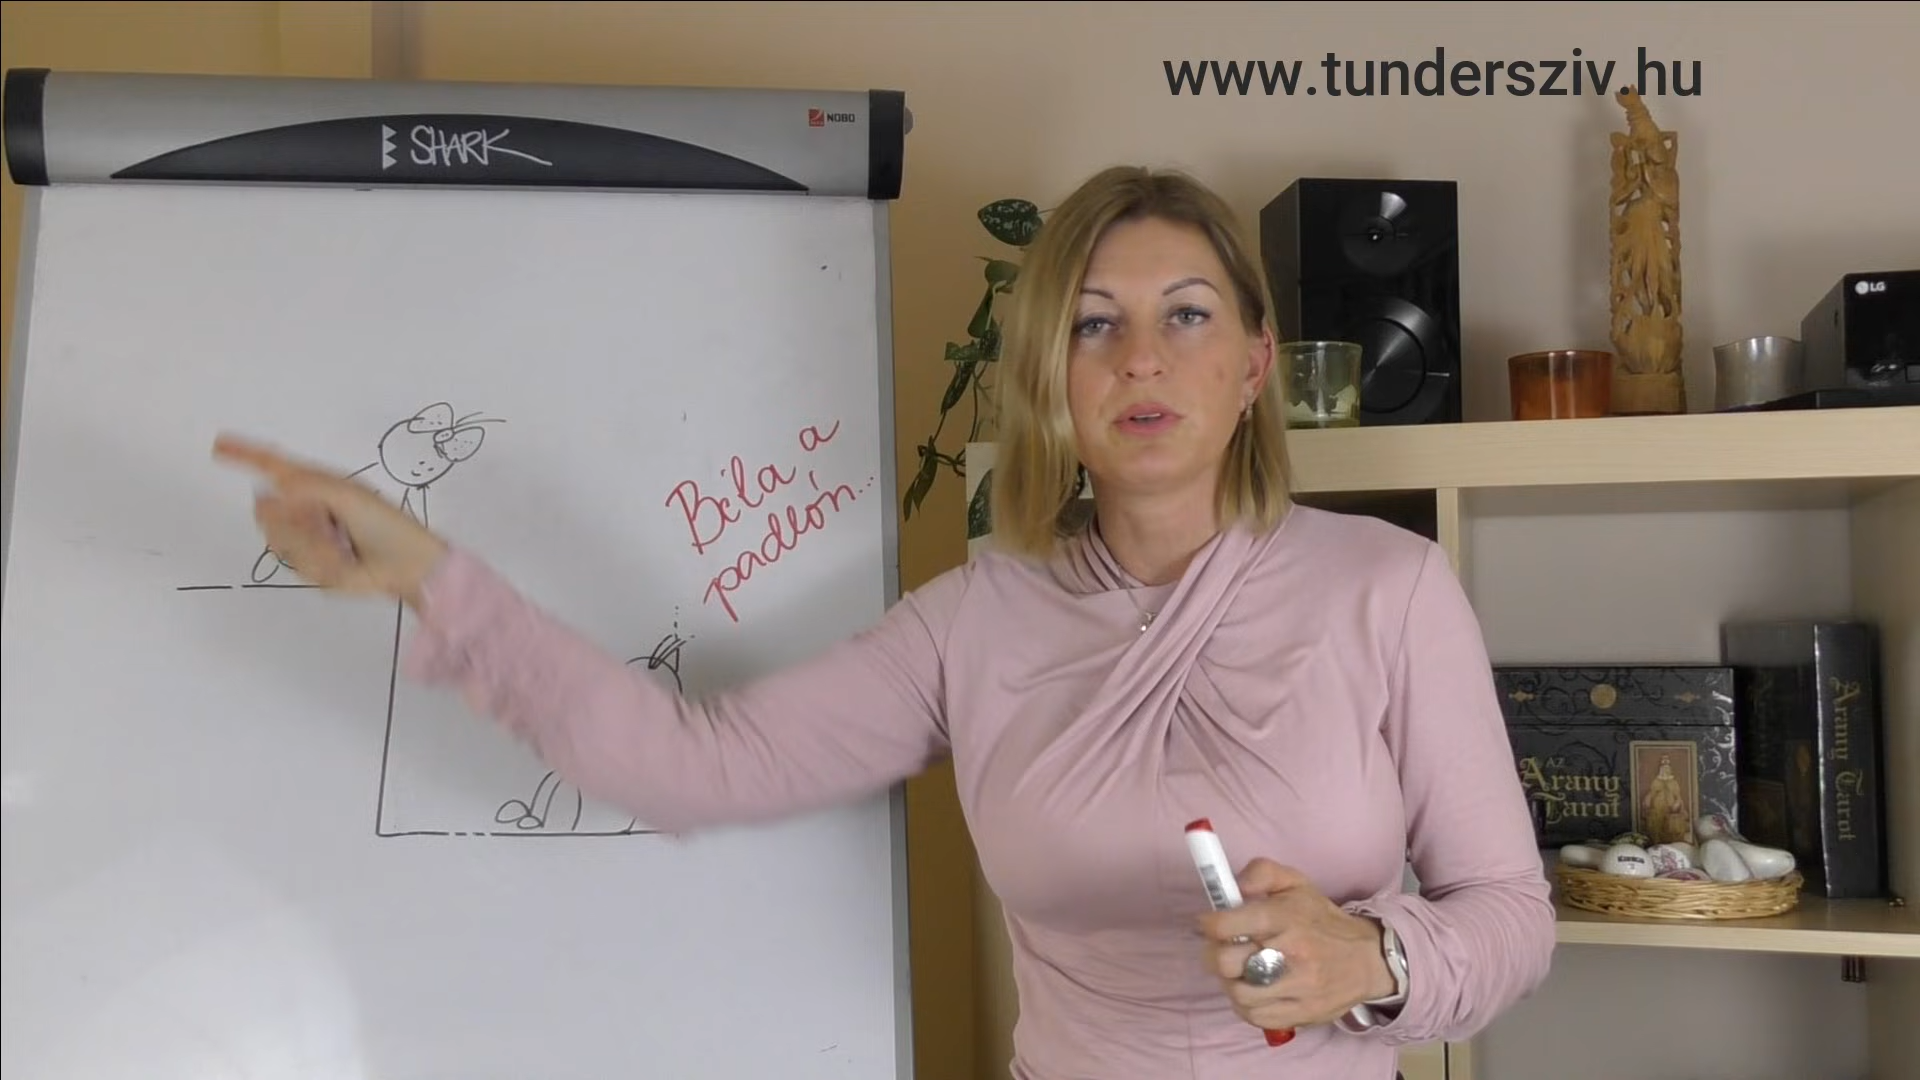 www.tundersziv.hu
NOBO
SHARK
LG
Béla a
padlón...
AZ
Arany
Tarot
Arany Tarot